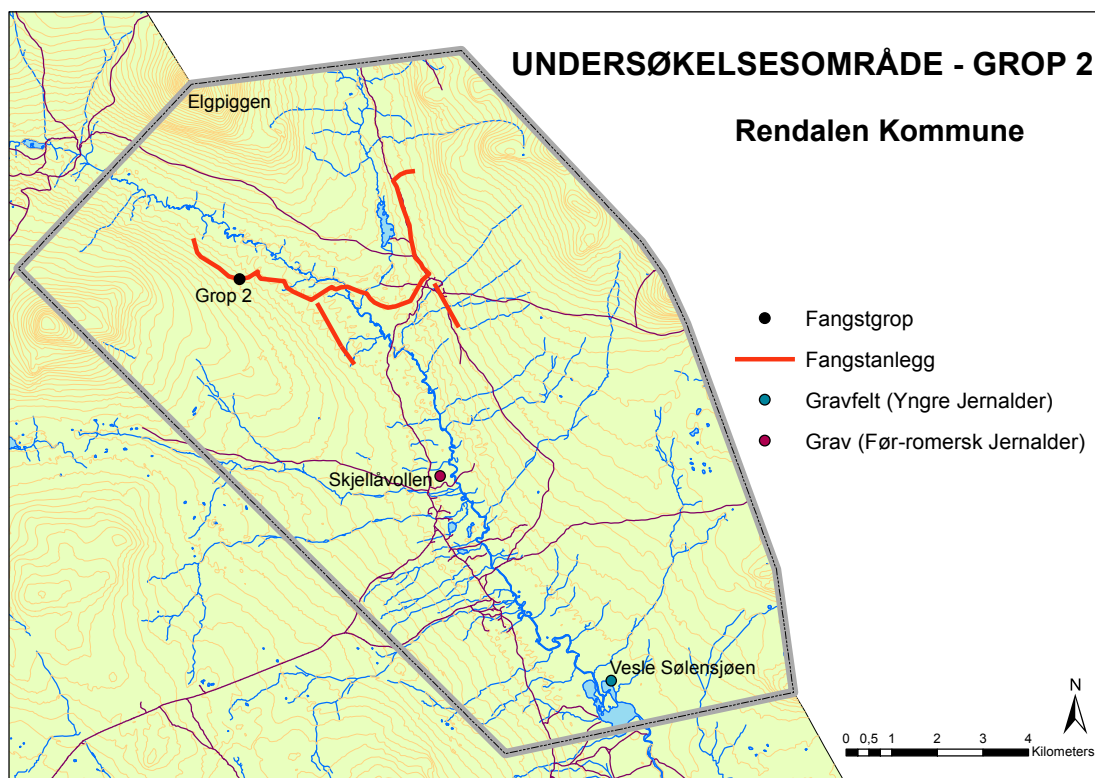 UNDERSØKELSESOMRÅDE - GROP 2
Rendalen Kommune
Elgpiggen
Grop 2
Fangstgrop
Fangstanlegg
Gravfelt (Yngre Jernalder)
Grav (Før-romersk Jernalder)
Skjellåvollen
Vesle Sølensjøen
N
0 0,5 1 2 3 4
Kilometers